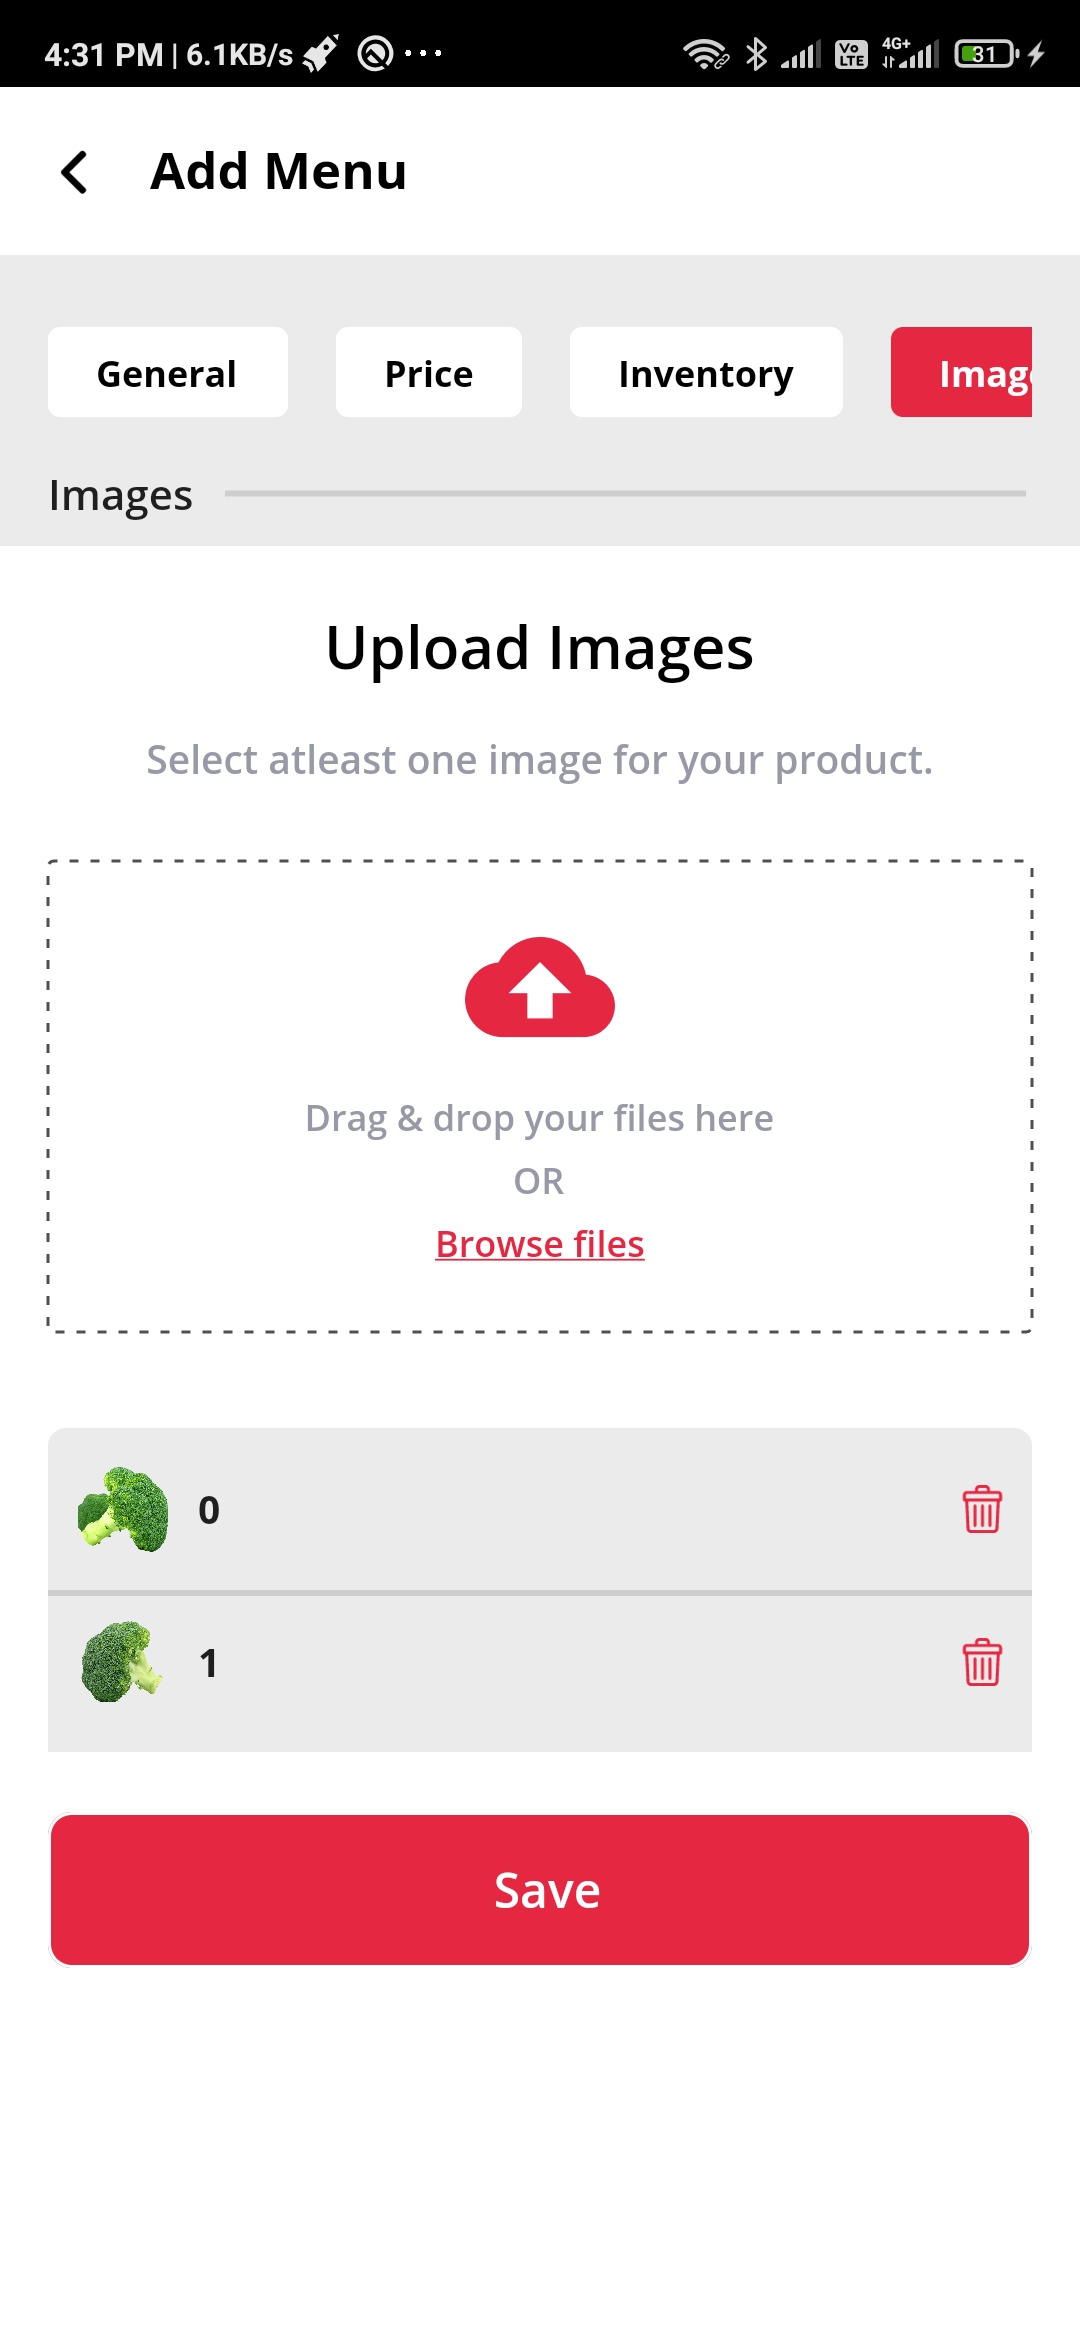 4:31 PM | 6.1KB/s
Vo LTE
4G+
31
Add Menu
General
Price
Inventory
Image
Images
Upload Images
Select atleast one image for your product.
Drag & drop your files here
OR
Browse files
0
1
Save